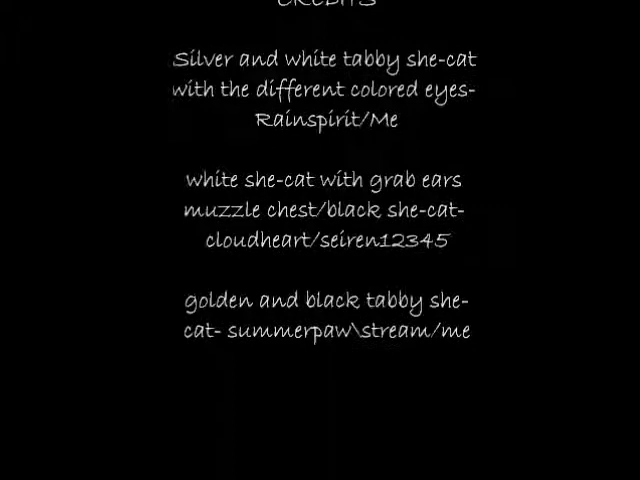 CREDITS
Silver and white tabby she-cat
with the different colored eyes-
Rainspirit/Me
white she-cat with grab ears
muzzle chest/black she-cat-
cloudheart/seiren12345
golden and black tabby she-
cat- summerpaw\stream/me